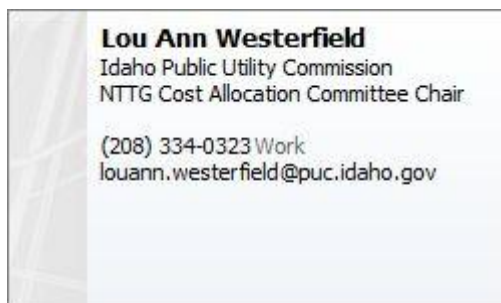 Lou Ann Westerfield
Idaho Public Utility Commission
NTTG Cost Allocation Committee Chair
(208) 334-0323 Work
louann.westerfield@puc.idaho.gov